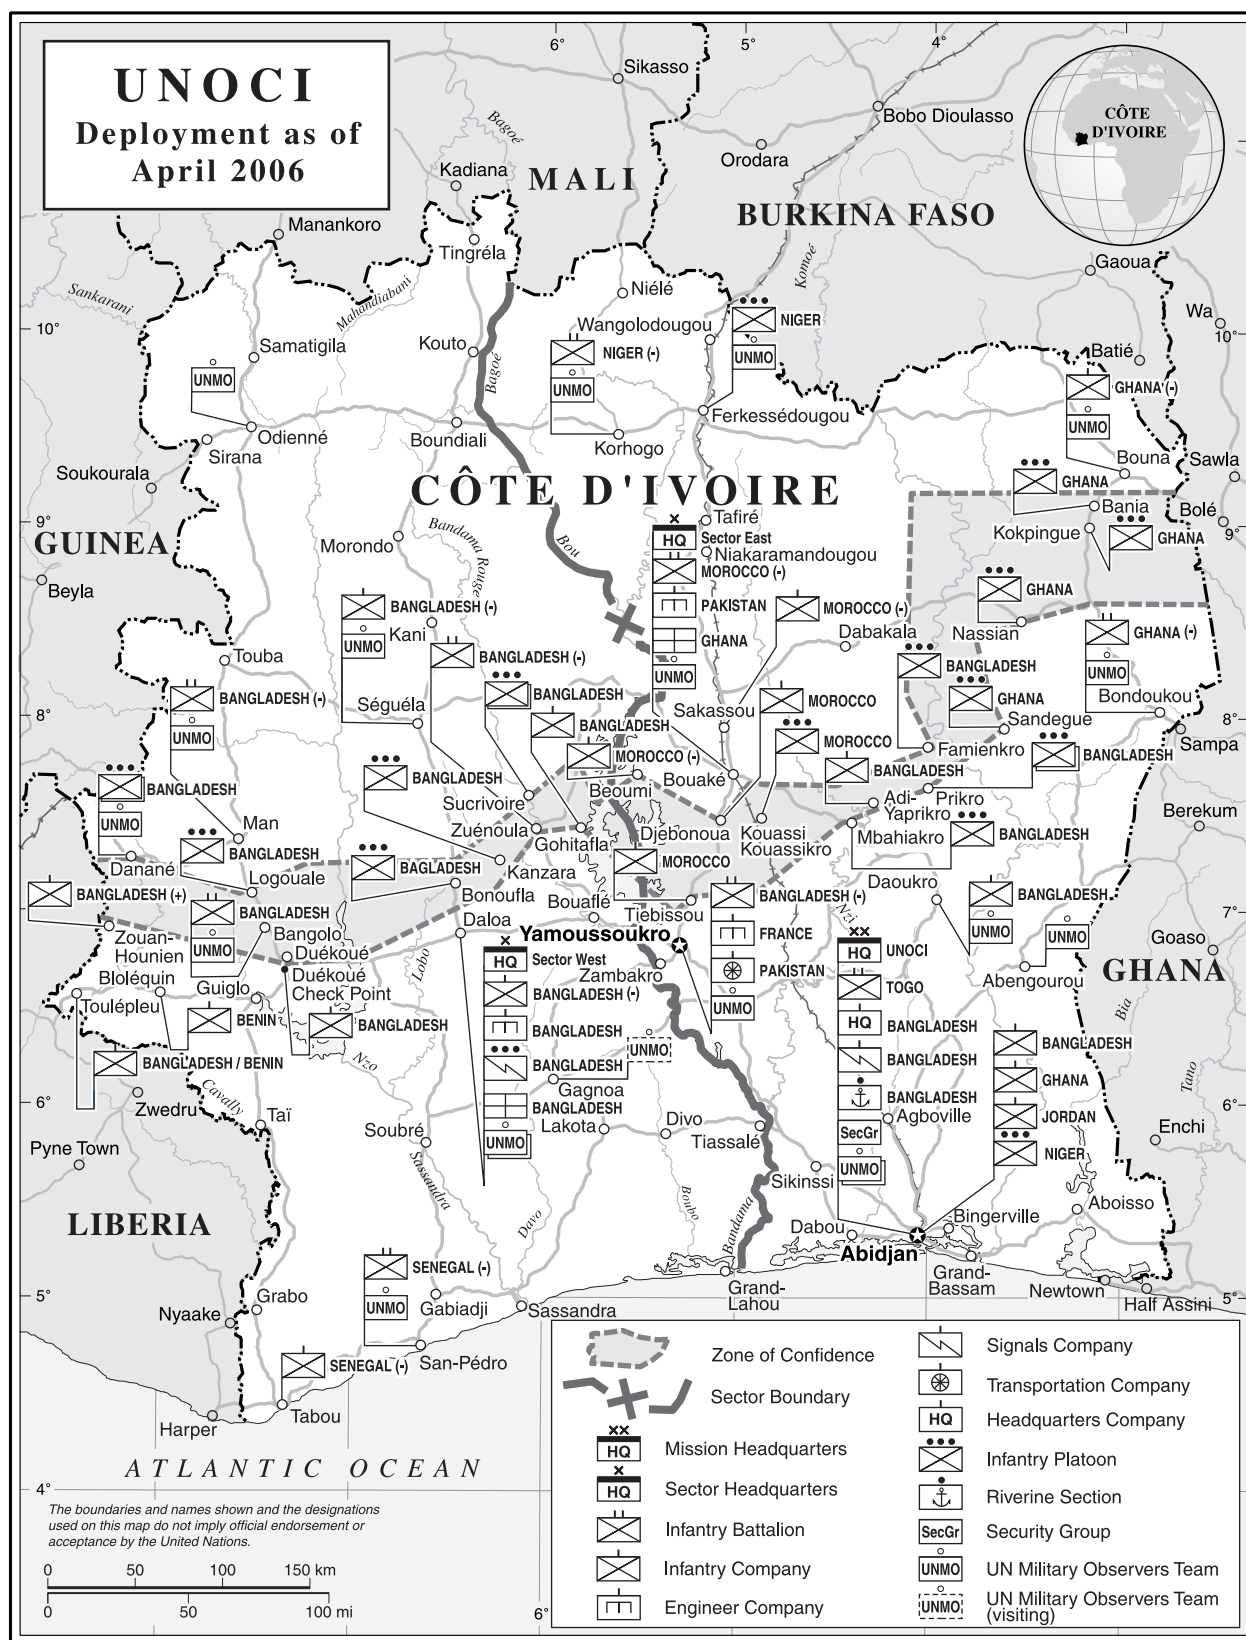 UNOCI
Deployment as of
April 2006
6°
5°
4°
CÔTE
D'IVOIRE
Sikasso
Bobo Dioulasso
Bagoé
Orodara
Kadiana
MALI
BURKINA FASO
Manankoro
Tingréla
Gaoua
Komoé
Sankarani
Mahandiabani
Niélé
Wa
10°
10°
Wangolodougou
NIGER
UNMO
Samatigila
Kouto
Bagoé
NIGER (-)
UNMO
Batié
UNMO
GHANA (-)
UNMO
Odienné
Boundiali
Korhogo
Ferkessédougou
Sirana
Bouna
Sawla
Soukourala
GHANA
CÔTE D'IVOIRE
Bania
Bolé
Kokpingue
GHANA
9°
9°
GUINEA
Morondo
Bandama Rouge
Bou
Tafiré
HQ
Sector East
Niakaramandougou
MOROCCO (-)
PAKISTAN
GHANA
UNMO
Beyla
GHANA
Nassian
BANGLADESH (-)
UNMO
Kani
MOROCCO (-)
Dabakala
GHANA (-)
UNMO
Touba
BANGLADESH (-)
BANGLADESH
GHANA
Bondoukou
BANGLADESH (-)
UNMO
BANGLADESH
MOROCCO
Séguéla
Sakassou
Sandegue
8°
8°
BANGLADESH
MOROCCO
Famienkro
Sampa
MOROCCO (-)
BANGLADESH
BANGLADESH
BANGLADESH
UNMO
BANGLADESH
Beoumi
Bouaké
Sucrivoire
Adi-
Yaprikro
Prikro
Berekum
Man
Zuénoula
Gohitafla
Djebonoua
Kouassi
Kouassikro
Mbahiakro
BANGLADESH
BANGLADESH
Danané
BAGLADESH
Kanzara
MOROCCO
Logouale
Bonoufla
Daoukro
BANGLADESH (+)
BANGLADESH
UNMO
Bouaflé
Tiebissou
BANGLADESH (-)
BANGLADESH
UNMO
UNMO
7°
7°
Zouan-
Hounien
Bangolo
Daloa
Yamoussoukro
FRANCE
Nzi
Goaso
Duékoué
HQ
Sector West
Zambakro
PAKISTAN
HQ
UNOCI
GHANA
Bloléquin
Lobo
Abengourou
Toulépleu
Guiglo
Duékoué
Check Point
BANGLADESH (-)
UNMO
TOGO
Bia
BENIN
BANGLADESH
BANGLADESH
HQ
BANGLADESH
BANGLADESH
BANGLADESH / BENIN
Nzo
BANGLADESH
UNMO
BANGLADESH
GHANA
Tano
Zwedru
Cavally
Gagnoa
BANGLADESH
BANGLADESH
JORDAN
6°
6°
Taï
Soubré
UNMO
Lakota
Divo
Tiassalé
Agboville
SecGr
NIGER
Enchi
Pyne Town
UNMO
Sassandra
Sikinssi
LIBERIA
Davo
Boubo
Bandama
Dabou
Bingerville
Aboisso
Abidjan
SENEGAL (-)
UNMO
Grand-
Lahou
Grand-
Bassam
Newtown
Half Assini
5°
5°
Grabo
Gabiadji
Sassandra
Nyaake
San-Pédro
SENEGAL (-)
Harper
Tabou
ATLANTIC OCEAN
4°
6°
The boundaries and names shown and the designations
used on this map do not imply official endorsement or
acceptance by the United Nations.
0 50 100 150 km
0 50 100 mi
Zone of Confidence
Sector Boundary
HQ Mission Headquarters
HQ Sector Headquarters
Infantry Battalion
Infantry Company
Engineer Company
Signals Company
Transportation Company
HQ Headquarters Company
Infantry Platoon
Riverine Section
SecGr Security Group
UNMO UN Military Observers Team
UNMO UN Military Observers Team
(visiting)